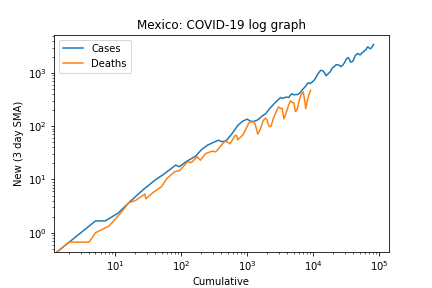 Mexico: COVID-19 log graph
Cases
Deaths
New (3 day SMA)
10³
10²
10¹
10⁰
10¹
10²
10³
10⁴
10⁵
Cumulative